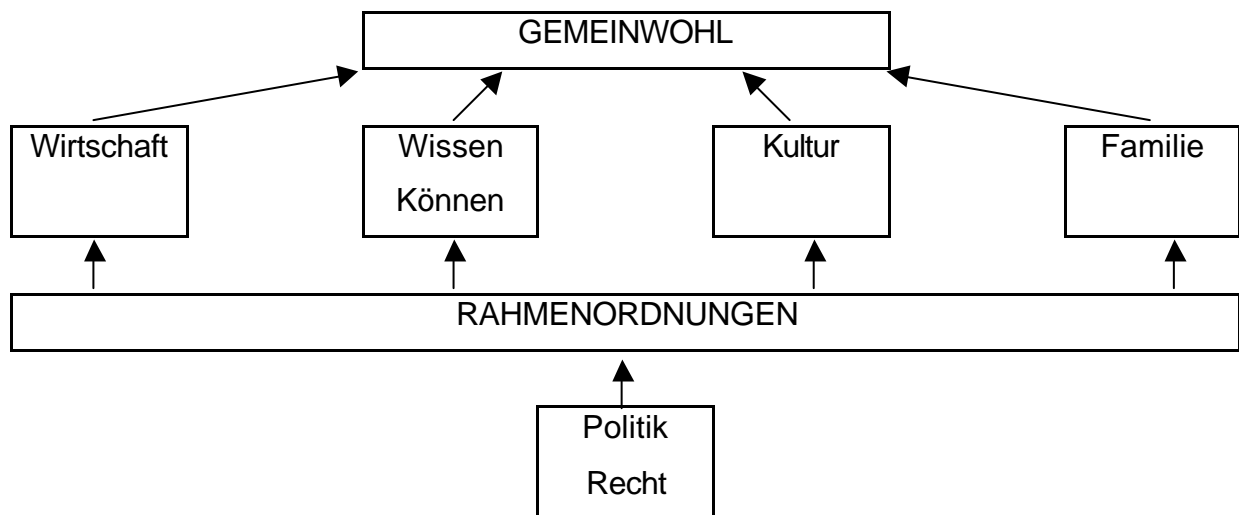 GEMEINWOHL
Wirtschaft
Wissen
Können
Kultur
Familie
RAHMENORDNUNGEN
Politik
Recht